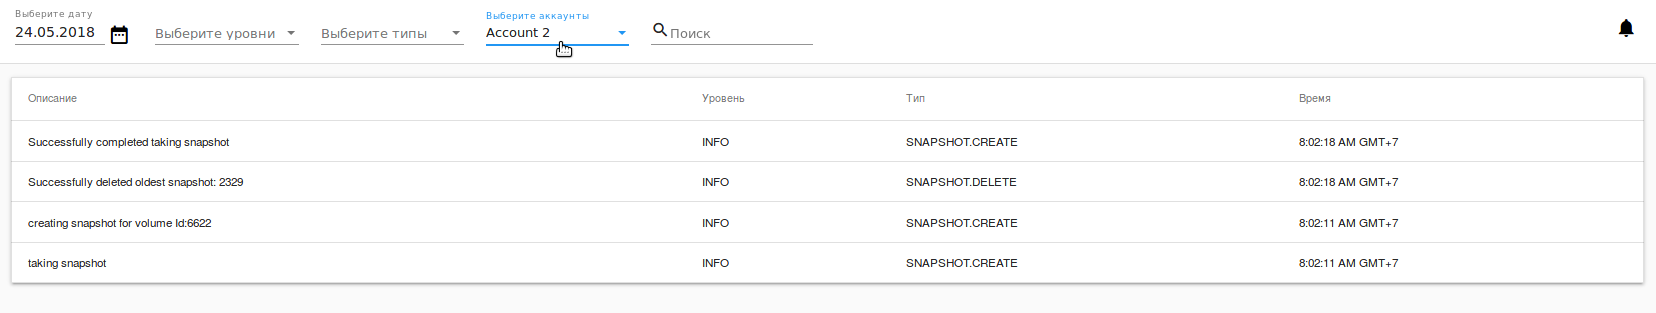 Выберите дату
24.05.2018
Выберите уровни
Выберите типы
Выберите аккаунты
Account 2
Поиск
Описание Уровень Тип Время
Successfully completed taking snapshot INFO SNAPSHOT.CREATE 8:02:18 AM GMT+7
Successfully deleted oldest snapshot: 2329 INFO SNAPSHOT.DELETE 8:02:18 AM GMT+7
creating snapshot for volume Id:6622 INFO SNAPSHOT.CREATE 8:02:11 AM GMT+7
taking snapshot INFO SNAPSHOT.CREATE 8:02:11 AM GMT+7